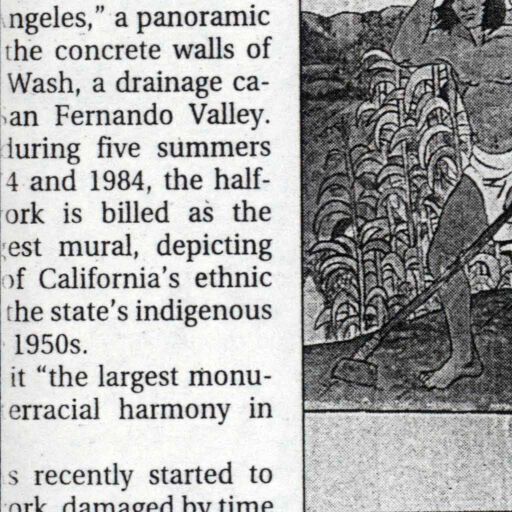 ngeles,” a panoramic
the concrete walls of
Wash, a drainage ca-
an Fernando Valley.
during five summers
4 and 1984, the half-
ork is billed as the
est mural, depicting
of California’s ethnic
the state’s indigenous
1950s.
it “the largest monu-
erracial harmony in
s recently started to
ork, damaged by time